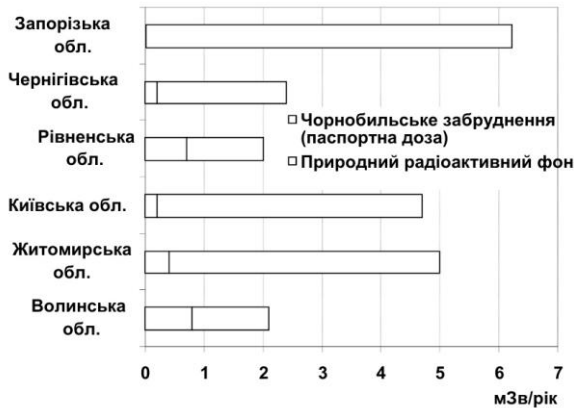 Запорізька
обл.
Чернігівська
обл.
Чорнобильське забруднення
(паспортна доза)
Рівненська
обл.
Природний радіоактивний фон
Київська обл.
Житомирська
обл.
Волинська
обл.
0 1 2 3 4 5 6 7
мЗв/рік